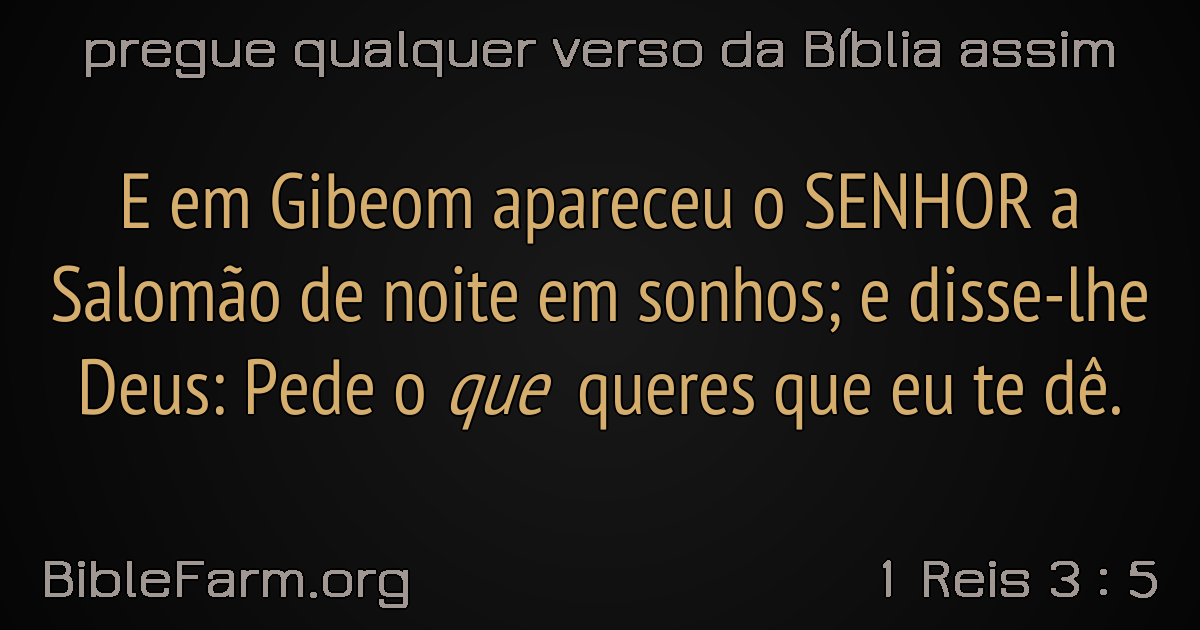 pregue qualquer verso da Bíblia assim
E em Gibeom apareceu o SENHOR a
Salomão de noite em sonhos; e disse-lhe
Deus: Pede o que queres que eu te dê.
BibleFarm.org
1 Reis 3 : 5